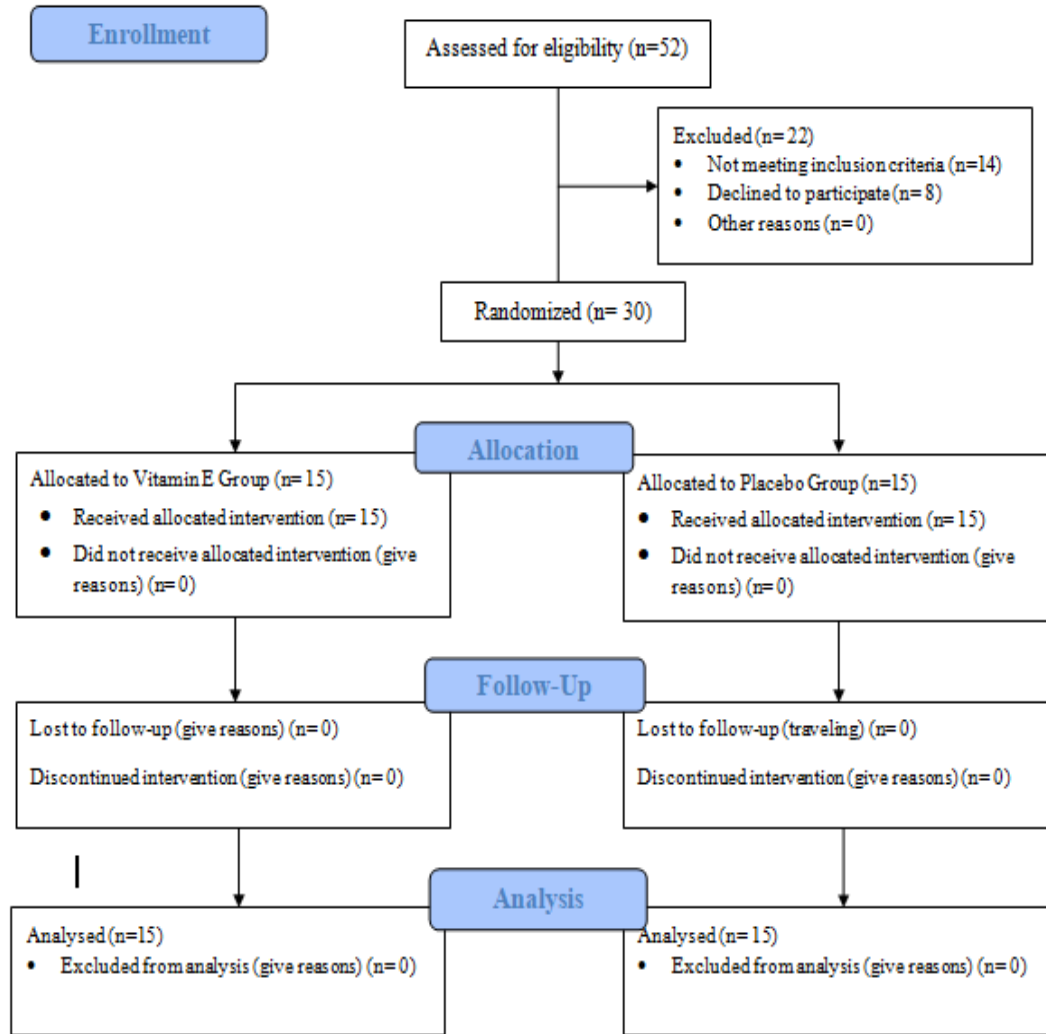 Enrollment
Assessed for eligibility (n=52)
Excluded (n= 22)
• Not meeting inclusion criteria (n=14)
• Declined to participate (n= 8)
• Other reasons (n= 0)
Randomized (n= 30)
Allocation
Allocated to Vitamin E Group (n= 15)
• Received allocated intervention (n= 15)
• Did not receive allocated intervention (give
reasons) (n= 0)
Allocated to Placebo Group (n=15)
• Received allocated intervention (n= 15)
• Did not receive allocated intervention (give
reasons) (n= 0)
Follow-Up
Lost to follow-up (give reasons) (n= 0)
Discontinued intervention (give reasons) (n= 0)
Lost to follow-up (traveling) (n= 0)
Discontinued intervention (give reasons) (n= 0)
Analysis
Analysed (n=15)
• Excluded from analysis (give reasons) (n= 0)
Analysed (n= 15)
• Excluded from analysis (give reasons) (n= 0)